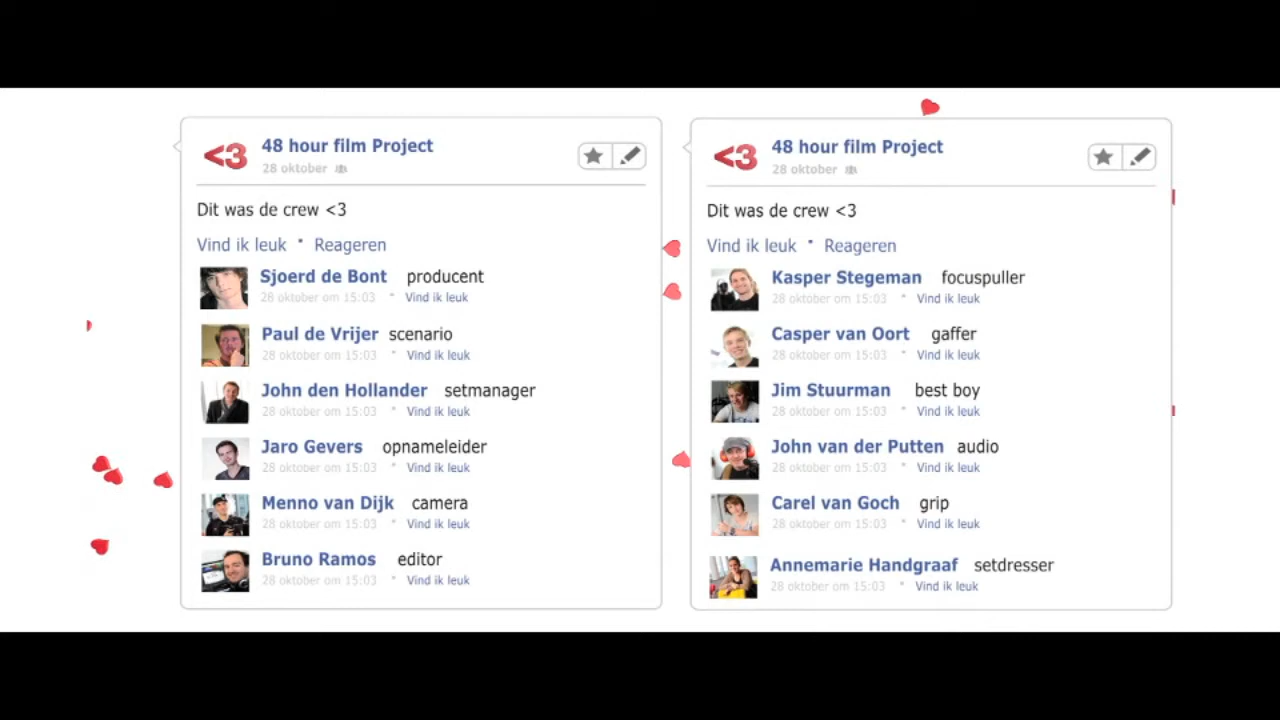 <3 48 hour film Project
28 oktober
Dit was de crew <3
Vind ik leuk • Reageren
Sjoerd de Bont producent
28 oktober om 15:03 • Vind ik leuk
Paul de Vrijer scenario
28 oktober om 15:03 • Vind ik leuk
John den Hollander setmanager
28 oktober om 15:03 • Vind ik leuk
Jaro Gevers opnameleider
28 oktober om 15:03 • Vind ik leuk
Menno van Dijk camera
28 oktober om 15:03 • Vind ik leuk
Bruno Ramos editor
28 oktober om 15:03 • Vind ik leuk
<3 48 hour film Project
28 oktober
Dit was de crew <3
Vind ik leuk • Reageren
Kasper Stegeman focuspuller
28 oktober om 15:03 • Vind ik leuk
Casper van Oort gaffer
28 oktober om 15:03 • Vind ik leuk
Jim Stuurman best boy
28 oktober om 15:03 • Vind ik leuk
John van der Putten audio
28 oktober om 15:03 • Vind ik leuk
Carel van Goch grip
28 oktober om 15:03 • Vind ik leuk
Annemarie Handgraaf setdresser
28 oktober om 15:03 • Vind ik leuk